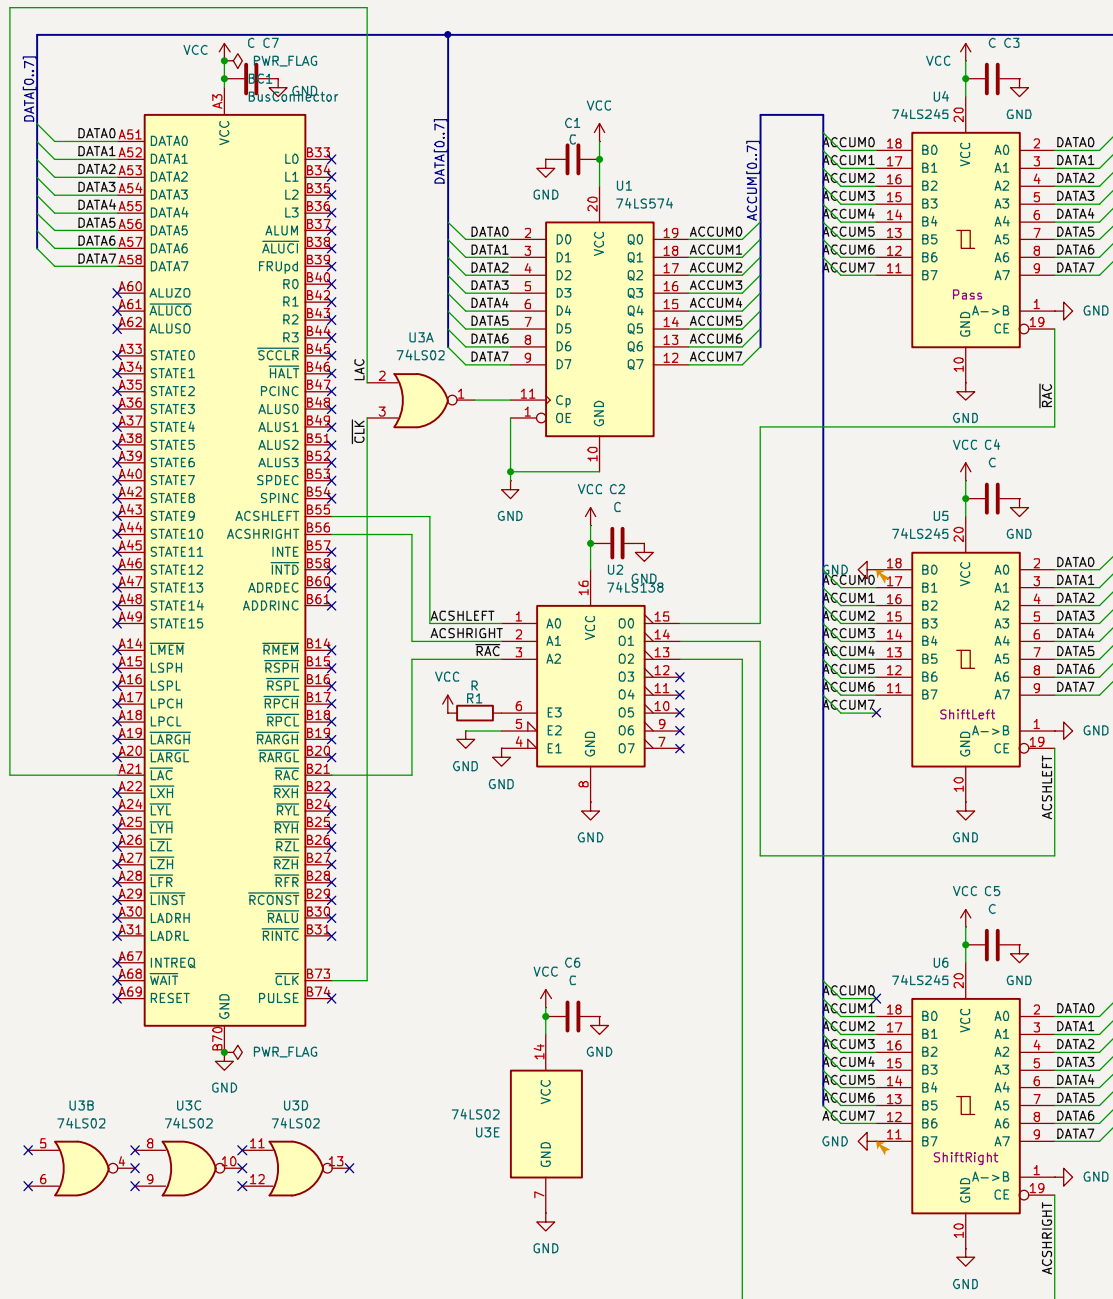 DATA[0..7]
VCC
C C7
PWR_FLAG
BC1
GND
BusConnector
A3
VCC
DATA0 A51 DATA0
DATA1 A52 DATA1
DATA2 A53 DATA2
DATA3 A54 DATA3
DATA4 A55 DATA4
DATA5 A56 DATA5
DATA6 A57 DATA6
DATA7 A58 DATA7
A60 ALUZO
A61 ALUCO
A62 ALUSO
A33 STATE0
A34 STATE1
A35 STATE2
A36 STATE3
A37 STATE4
A38 STATE5
A39 STATE6
A40 STATE7
A42 STATE8
A43 STATE9
A44 STATE10
A45 STATE11
A46 STATE12
A47 STATE13
A48 STATE14
A49 STATE15
A14 LMEM
A15 LSPH
A16 LSPL
A17 LPCH
A18 LPCL
A19 LARGH
A20 LARGL
A21 LAC
A22 LXH
A24 LYL
A25 LYH
A26 LZL
A27 LZH
A28 LFR
A29 LINST
A30 LADRH
A31 LADRL
A67 INTREQ
A68 WAIT
A69 RESET
L0 B33
L1 B34
L2 B35
L3 B36
ALUM B37
ALUCI B38
FRUpd B39
R0 B40
R1 B42
R2 B43
R3 B44
SCCLR B45
HALT B46
PCINC B47
ALUS0 B48
ALUS1 B49
ALUS2 B51
ALUS3 B52
SPDEC B53
SPINC B54
ACSHLEFT B55
ACSHRIGHT B56
INTE B57
INTD B58
ADRDEC B60
ADDRINC B61
RMEM B14
RSPH B15
RSPL B16
RPCH B17
RPCL B18
RARGH B19
RARGL B20
RAC B21
RXH B22
RYL B24
RYH B25
RZL B26
RZH B27
RFR B28
RCONST B29
RALU B30
RINTC B31
CLK B73
PULSE B74
GND
B70
PWR_FLAG
GND
U3B
74LS02
5
6
4
U3C
74LS02
8
9
10
U3D
74LS02
11
12
13
LAC
CLK
U3A
74LS02
2
3
1
DATA[0..7]
VCC
C1
C
GND
U1
74LS574
20
VCC
DATA0 2 D0 Q0 19 ACCUM0
DATA1 3 D1 Q1 18 ACCUM1
DATA2 4 D2 Q2 17 ACCUM2
DATA3 5 D3 Q3 16 ACCUM3
DATA4 6 D4 Q4 15 ACCUM4
DATA5 7 D5 Q5 14 ACCUM5
DATA6 8 D6 Q6 13 ACCUM6
DATA7 9 D7 Q7 12 ACCUM7
11 Cp
1 OE
GND
10
GND
ACCUM[0..7]
VCC C2
C
U2
GND
74LS138
16
VCC
ACSHLEFT 1 A0 O0 15
ACSHRIGHT 2 A1 O1 14
RAC 3 A2 O2 13
O3 12
O4 11
O5 10
O6 9
O7 7
VCC
R
R1
6 E3
5 E2
4 E1
GND
GND
GND
8
GND
VCC
C6
C
GND
14
VCC
74LS02
U3E
GND
7
GND
C C3
VCC
U4
74LS245
GND
20
VCC
ACCUM0 18 B0 A0 2 DATA0
ACCUM1 17 B1 A1 3 DATA1
ACCUM2 16 B2 A2 4 DATA2
ACCUM3 15 B3 A3 5 DATA3
ACCUM4 14 B4 A4 6 DATA4
ACCUM5 13 B5 A5 7 DATA5
ACCUM6 12 B6 A6 8 DATA6
ACCUM7 11 B7 A7 9 DATA7
Pass
A->B 1 GND
CE 19
GND
10
GND
RAC
VCC C4
C
U5
74LS245
GND
20
VCC
GND 18 B0 A0 2 DATA0
ACCUM0 17 B1 A1 3 DATA1
ACCUM1 16 B2 A2 4 DATA2
ACCUM2 15 B3 A3 5 DATA3
ACCUM3 14 B4 A4 6 DATA4
ACCUM4 13 B5 A5 7 DATA5
ACCUM5 12 B6 A6 8 DATA6
ACCUM6 11 B7 A7 9 DATA7
ACCUM7
ShiftLeft
A->B 1 GND
CE 19
GND
10
GND
ACSHLEFT
C5
VCC C
U6
74LS245
GND
20
VCC
ACCUM0
ACCUM1 18 B0 A0 2 DATA0
ACCUM2 17 B1 A1 3 DATA1
ACCUM3 16 B2 A2 4 DATA2
ACCUM4 15 B3 A3 5 DATA3
ACCUM5 14 B4 A4 6 DATA4
ACCUM6 13 B5 A5 7 DATA5
ACCUM7 12 B6 A6 8 DATA6
GND 11 B7 A7 9 DATA7
ShiftRight
A->B 1 GND
CE 19
GND
10
GND
ACSHRIGHT